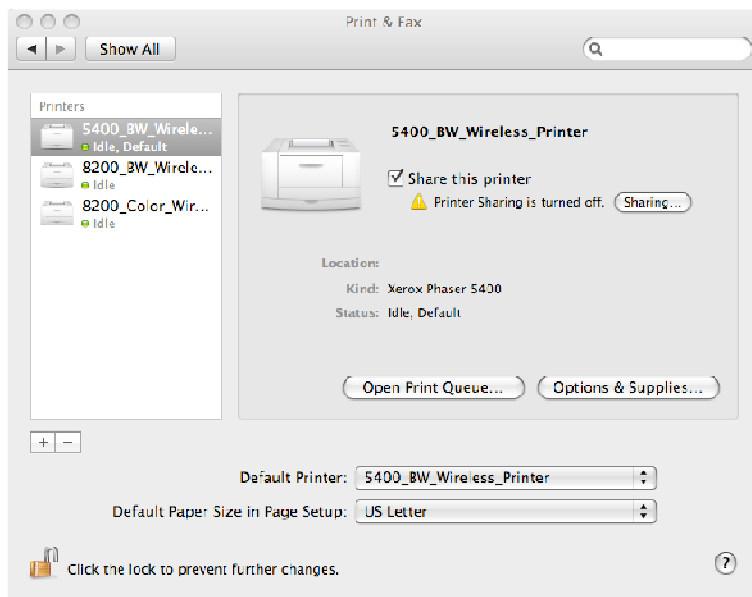 Print & Fax
Show All
Printers
5400_BW_Wirele...
Idle, Default
8200_BW_Wirele...
Idle
8200_Color_Wir...
Idle
5400_BW_Wireless_Printer
Share this printer
Printer Sharing is turned off. Sharing...
Location:
Kind: Xerox Phaser 5400
Status: Idle, Default
Open Print Queue... Options & Supplies...
+ −
Default Printer: 5400_BW_Wireless_Printer
Default Paper Size in Page Setup: US Letter
Click the lock to prevent further changes. ?